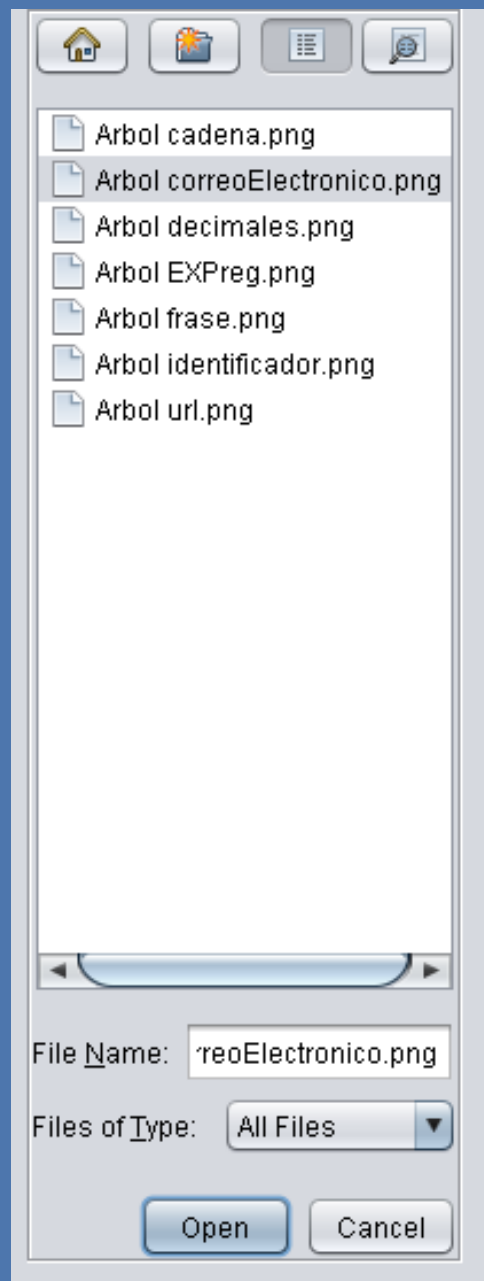 Arbol cadena.png
Arbol correoElectronico.png
Arbol decimales.png
Arbol EXPreg.png
Arbol frase.png
Arbol identificador.png
Arbol url.png
File Name: rreoElectronico.png
Files of Type: All Files
Open Cancel